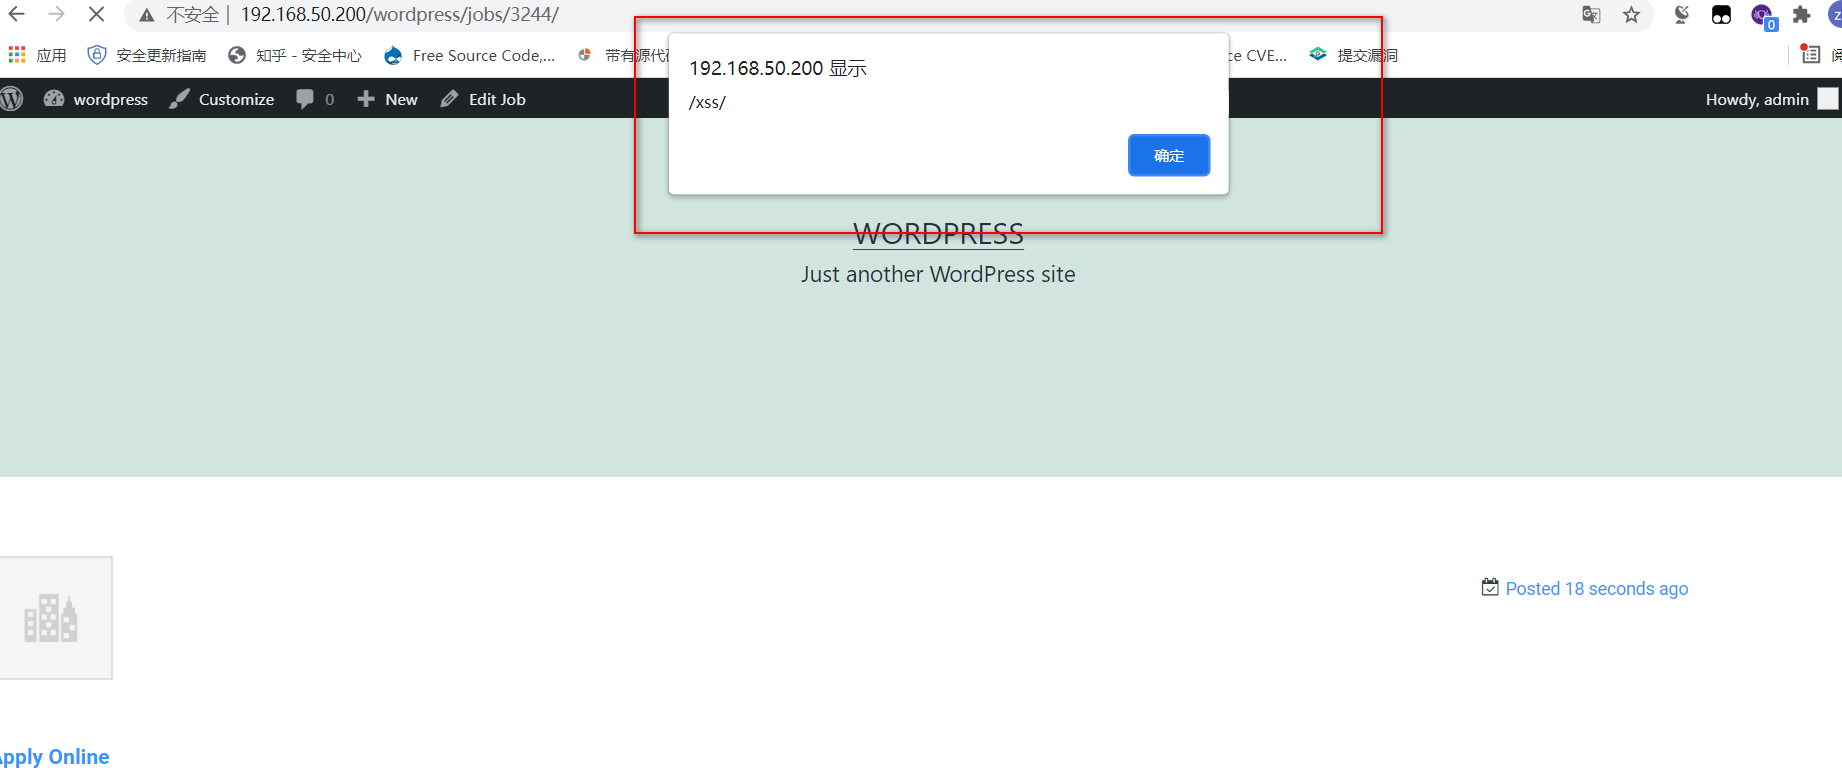 不安全 | 192.168.50.200/wordpress/jobs/3244/
0
应用 安全更新指南 知乎 - 安全中心 Free Source Code,... 带有源代 ce CVE... 提交漏洞
192.168.50.200 显示
/xss/
确定
wordpress Customize 0 New Edit Job Howdy, admin
WORDPRESS
Just another WordPress site
Posted 18 seconds ago
Apply Online